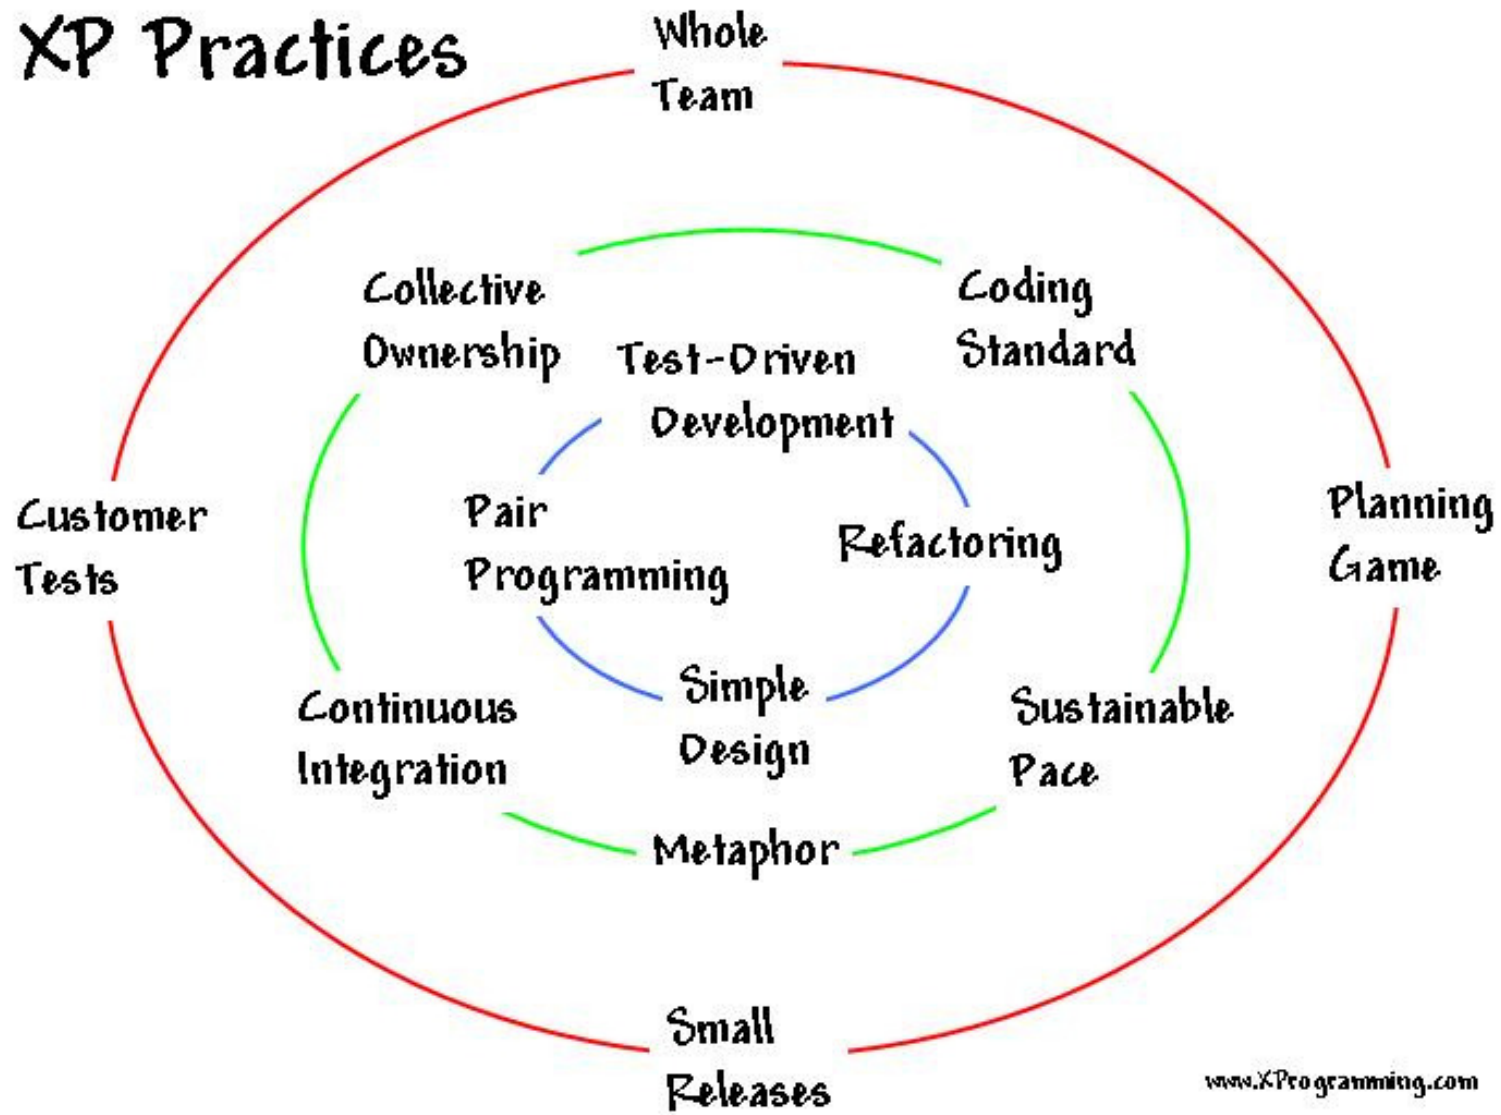 XP Practices
Whole
Team
Collective
Ownership
Coding
Standard
Test-Driven
Development
Customer
Tests
Pair
Programming
Refactoring
Planning
Game
Continuous
Integration
Simple
Design
Sustainable
Pace
Metaphor
Small
Releases
www.XProgramming.com